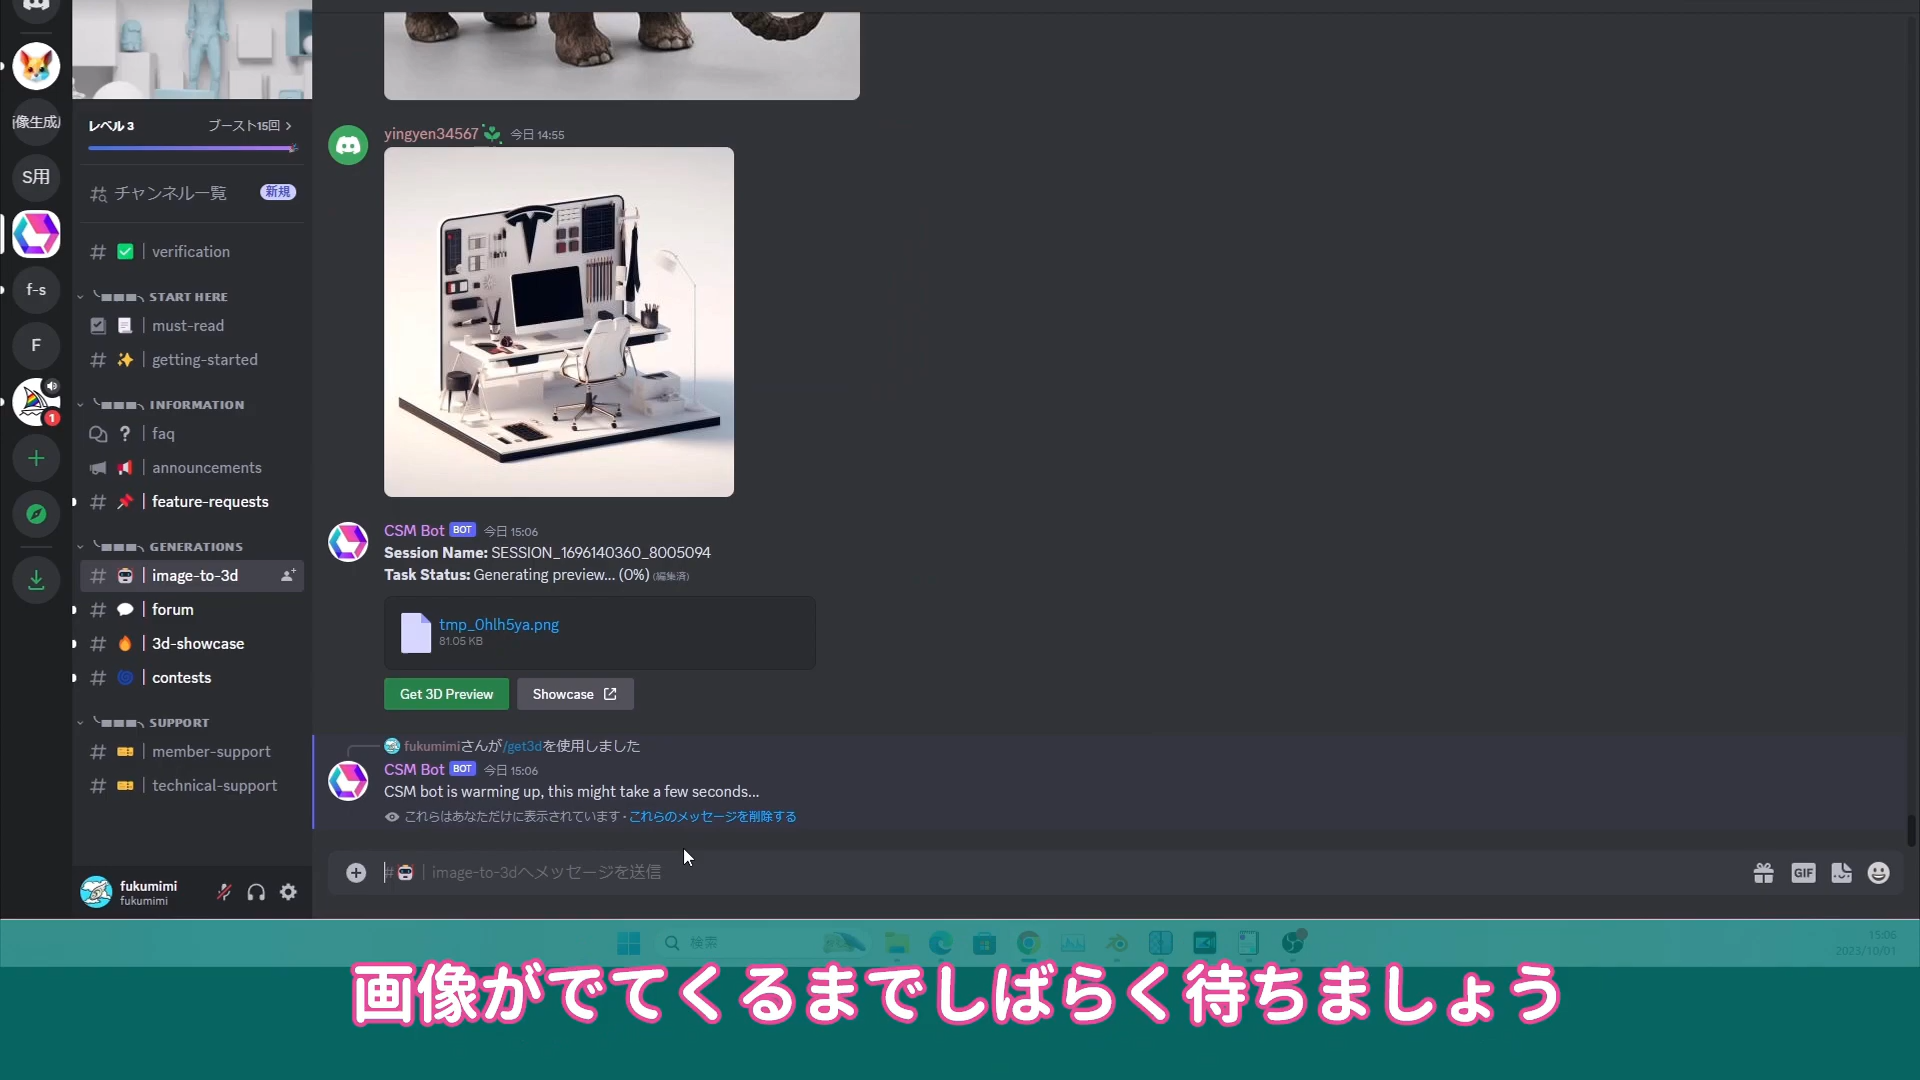 像生成
S用
f-s
F
1
レベル 3
ブースト15回
チャンネル一覧
新規
verification
START HERE
must-read
getting-started
INFORMATION
faq
announcements
feature-requests
GENERATIONS
image-to-3d
forum
3d-showcase
contests
SUPPORT
member-support
technical-support
fukumimi
fukumimi
yingyen34567 今日 14:55
CSM Bot BOT 今日 15:06
Session Name: SESSION_1696140360_8005094
Task Status: Generating preview... (0%) (編集済)
tmp_0hlh5ya.png
81.05 KB
Get 3D Preview
Showcase
fukumimiさんが/get3dを使用しました
CSM Bot BOT 今日 15:06
CSM bot is warming up, this might take a few seconds...
これらはあなただけに表示されています · これらのメッセージを削除する
# | image-to-3dへメッセージを送信
GIF
検索
15:06
2023/10/01
画像がでてくるまでしばらく待ちましょう